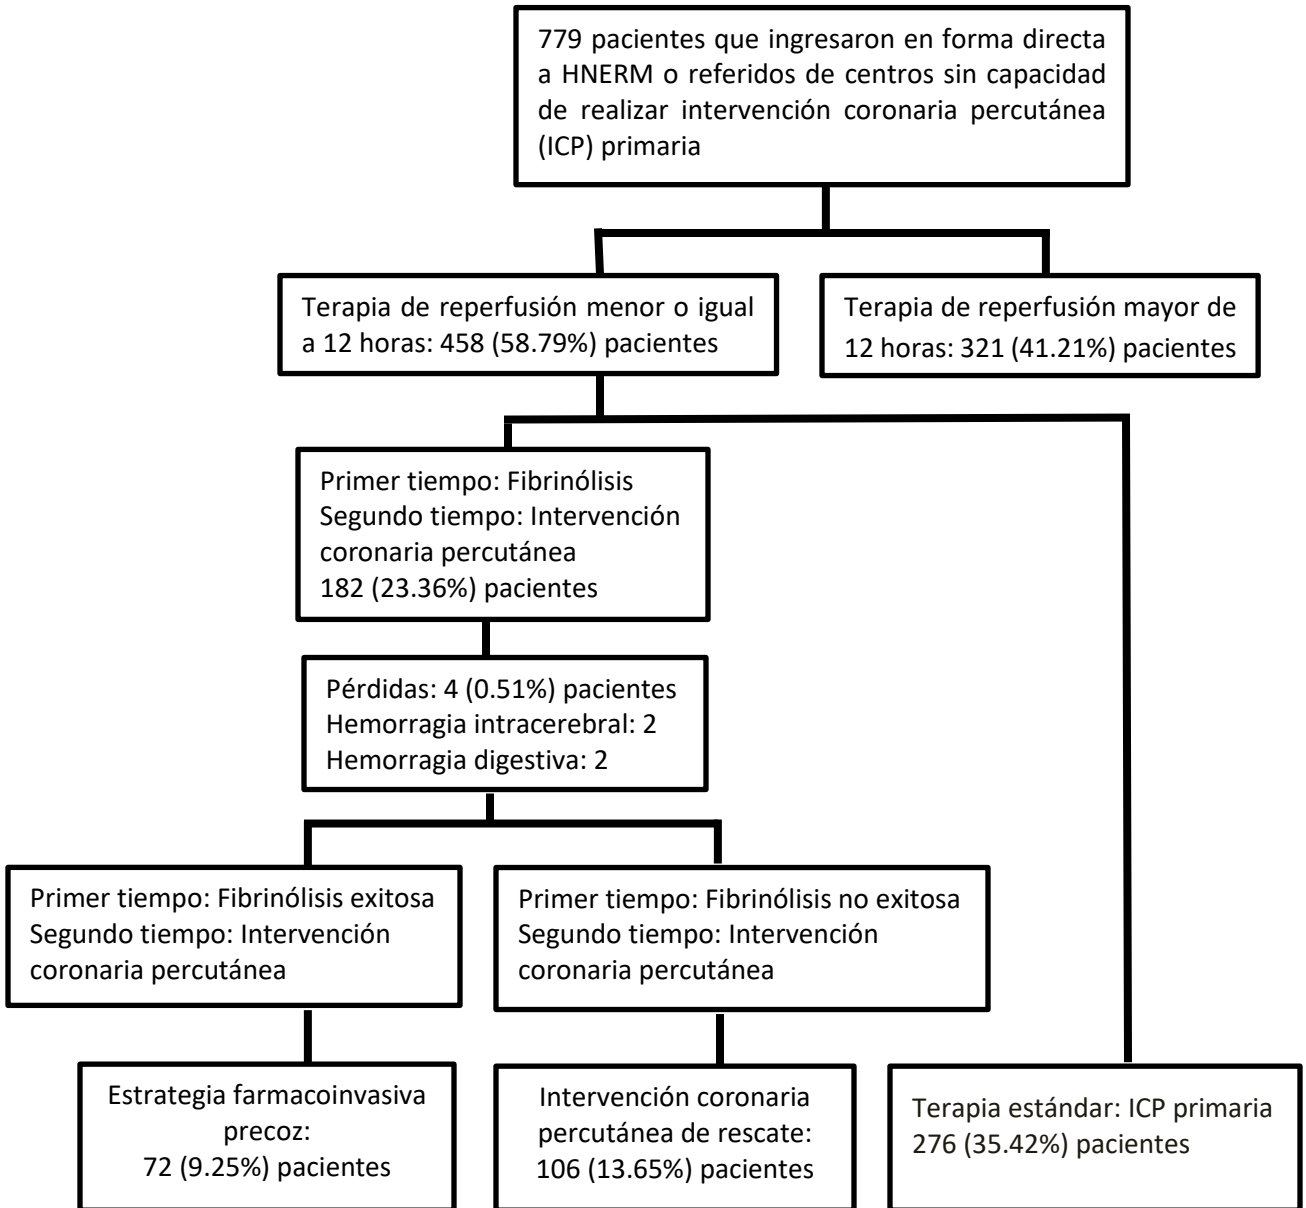 779 pacientes que ingresaron en forma directa
a HNERM o referidos de centros sin capacidad
de realizar intervención coronaria percutánea
(ICP) primaria
Terapia de reperfusión menor o igual
a 12 horas: 458 (58.79%) pacientes
Terapia de reperfusión mayor de
12 horas: 321 (41.21%) pacientes
Primer tiempo: Fibrinólisis
Segundo tiempo: Intervención
coronaria percutánea
182 (23.36%) pacientes
Pérdidas: 4 (0.51%) pacientes
Hemorragia intracerebral: 2
Hemorragia digestiva: 2
Primer tiempo: Fibrinólisis exitosa
Segundo tiempo: Intervención
coronaria percutánea
Primer tiempo: Fibrinólisis no exitosa
Segundo tiempo: Intervención
coronaria percutánea
Estrategia farmacoinvasiva
precoz:
72 (9.25%) pacientes
Intervención coronaria
percutánea de rescate:
106 (13.65%) pacientes
Terapia estándar: ICP primaria
276 (35.42%) pacientes